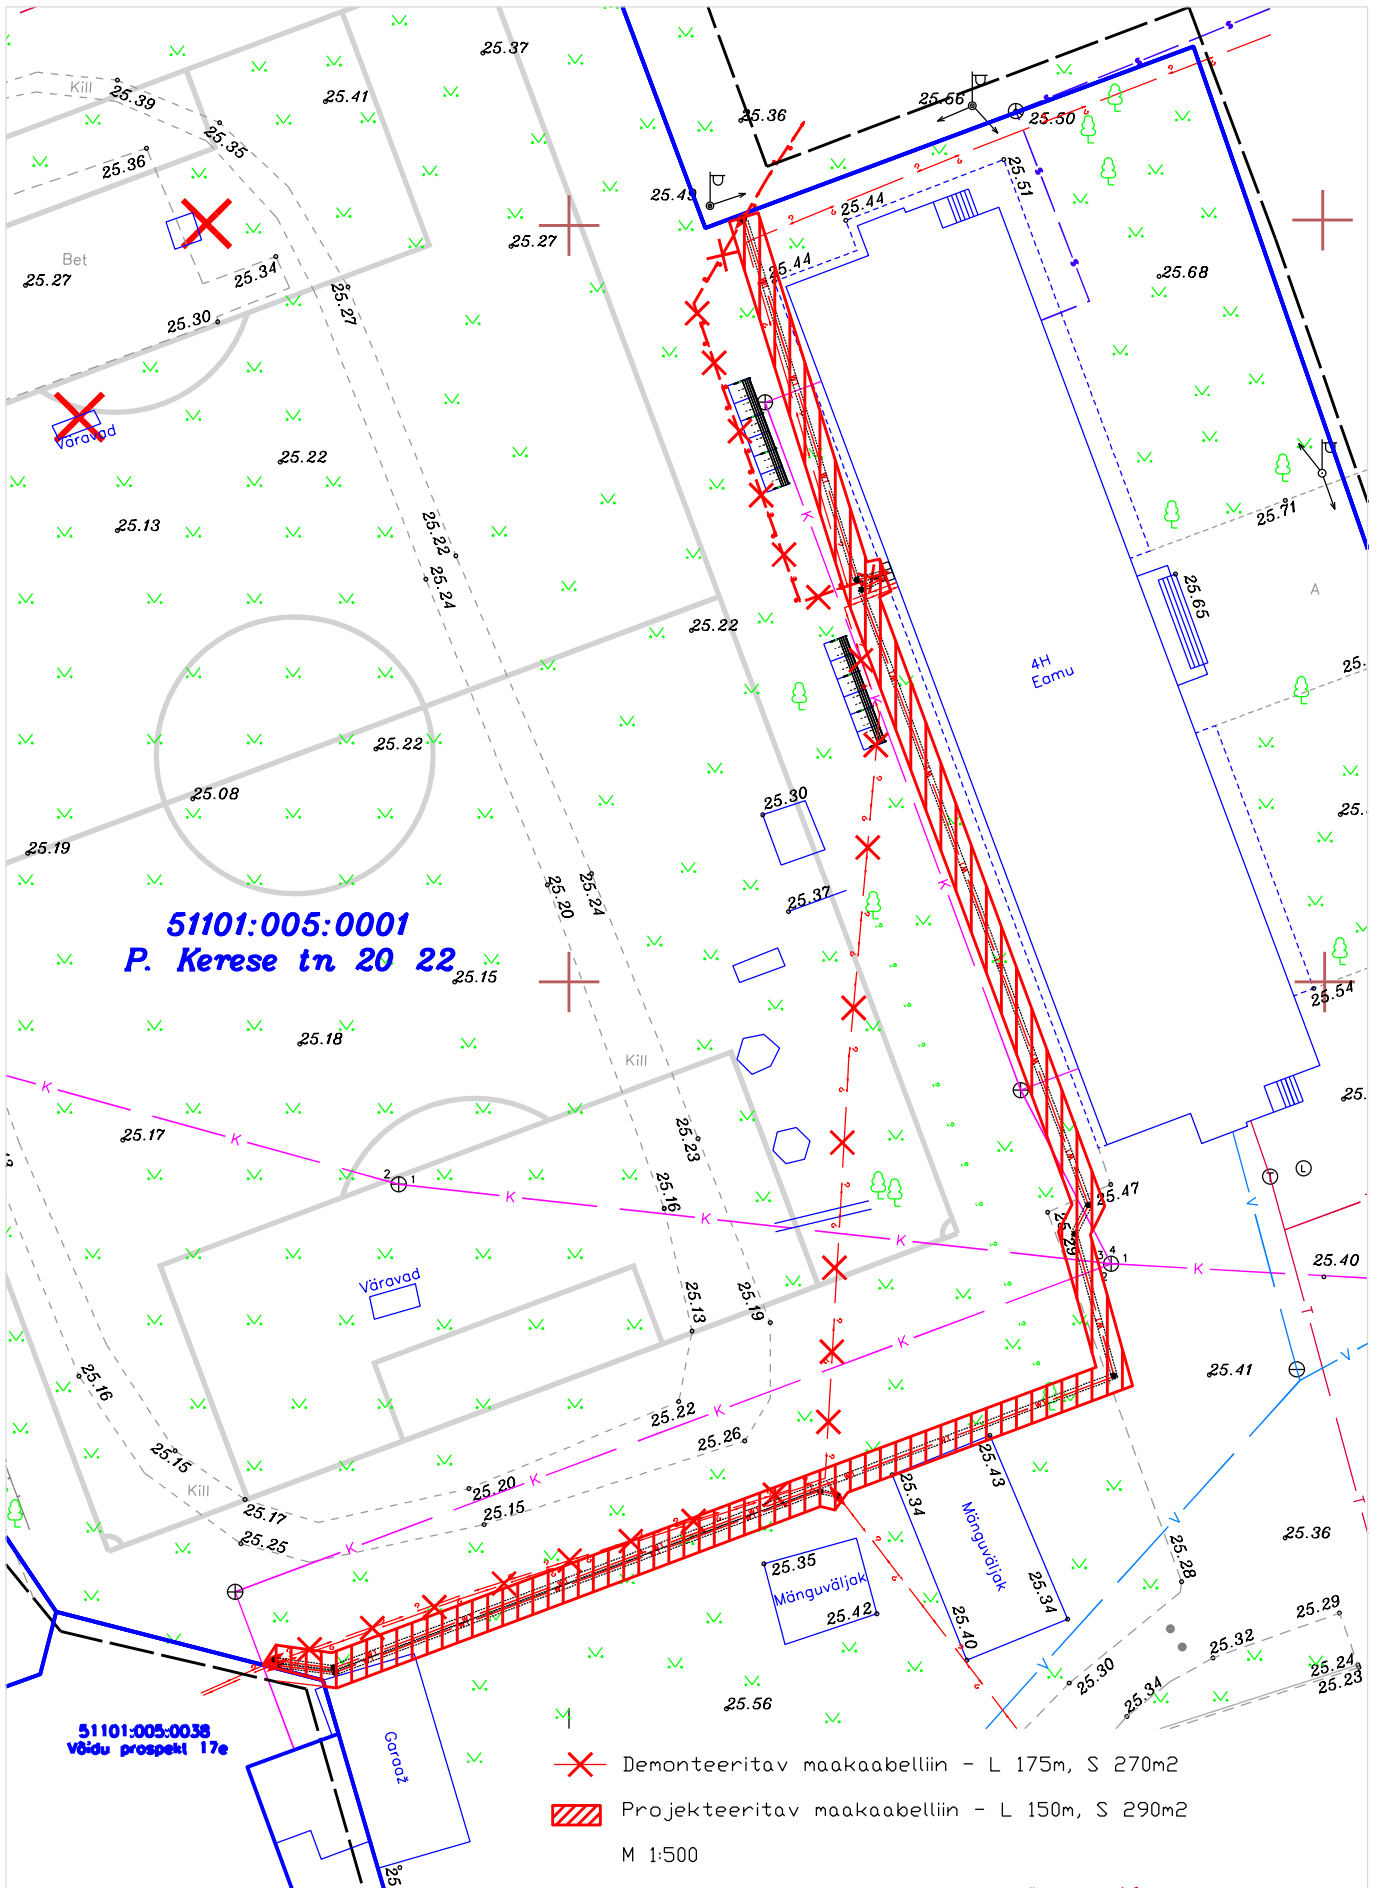 25.37
Kill
25.39
25.41
25.35
25.36
25.36
25.56
25.50
25.51
25.49
25.44
25.27
25.34
Bet
25.27
25.27
25.44
25.68
25.30
Väravad
25.22
25.13
25.22
25.24
25.71
25.65
A
25.22
4H
Eamu
25.22
25.08
25.30
25.19
25.20
25.24
25.37
51101:005:0001
P. Kerese tn 20 22
25.15
25.54
25.18
Kill
K
25.17
K
2 1
K
25.23
25.16
K
25.47
25.29
K
3 4 1
2
K
25.40
T
L
V
T
Väravad
25.13
25.19
K
V
25.16
25.41
25.22
K
25.26
25.15
Kill
25.20
K
25.15
25.17
25.25
K
25.43
25.34
Mänguväljak
V
T
25.36
25.28
25.35
Mänguväljak
25.42
25.34
25.40
25.29
25.32
25.24
25.23
V
25.30
25.34
25.56
51101:005:0038
Võidu prospekt 17e
Garaaž
Demonteeritav maakaabelliin - L 175m, S 270m2
Projekteeritav maakaabelliin - L 150m, S 290m2
M 1:500